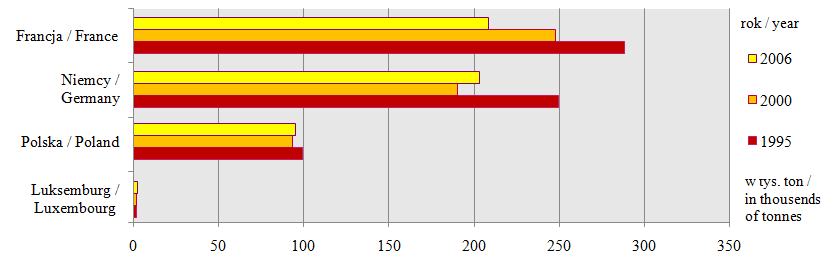 Francja / France
Niemcy /
Germany
Polska / Poland
Luksemburg /
Luxembourg
0 50 100 150 200 250 300 350
rok / year
2006
2000
1995
w tys. ton /
in thousands
of tonnes